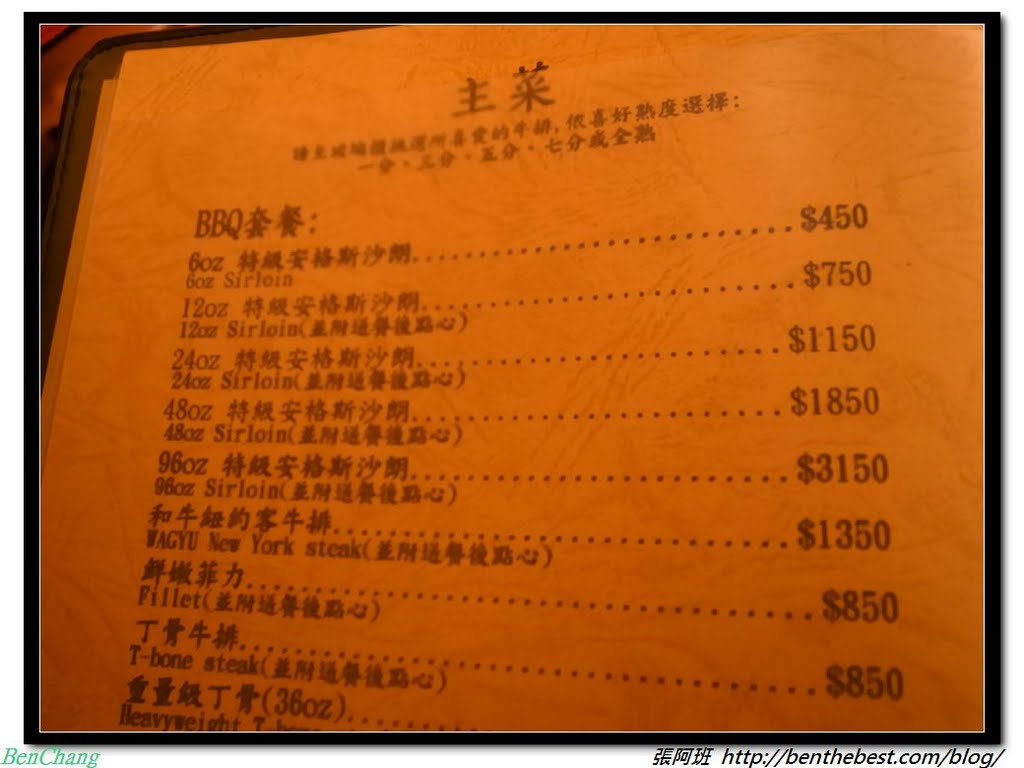 主菜
請至玻璃櫃挑選所喜愛的牛排,依喜好熟度選擇:
一分、三分、五分、七分或全熟
BBQ套餐:
6oz 特級安格斯沙朗..................$450
6oz Sirloin
12oz 特級安格斯沙朗..................$750
12oz Sirloin(並附送餐後點心)
24oz 特級安格斯沙朗..................$1150
24oz Sirloin(並附送餐後點心)
48oz 特級安格斯沙朗..................$1850
48oz Sirloin(並附送餐後點心)
96oz 特級安格斯沙朗..................$3150
96oz Sirloin(並附送餐後點心)
和牛紐約客牛排..................$1350
WAGYU New York steak(並附送餐後點心)
鮮嫩菲力..................$850
Fillet(並附送餐後點心)
丁骨牛排..................$850
T-bone steak(並附送餐後點心)
重量級丁骨(36oz)..................
Heavyweight T-bone
BenChang
張阿班 http://benthebest.com/blog/